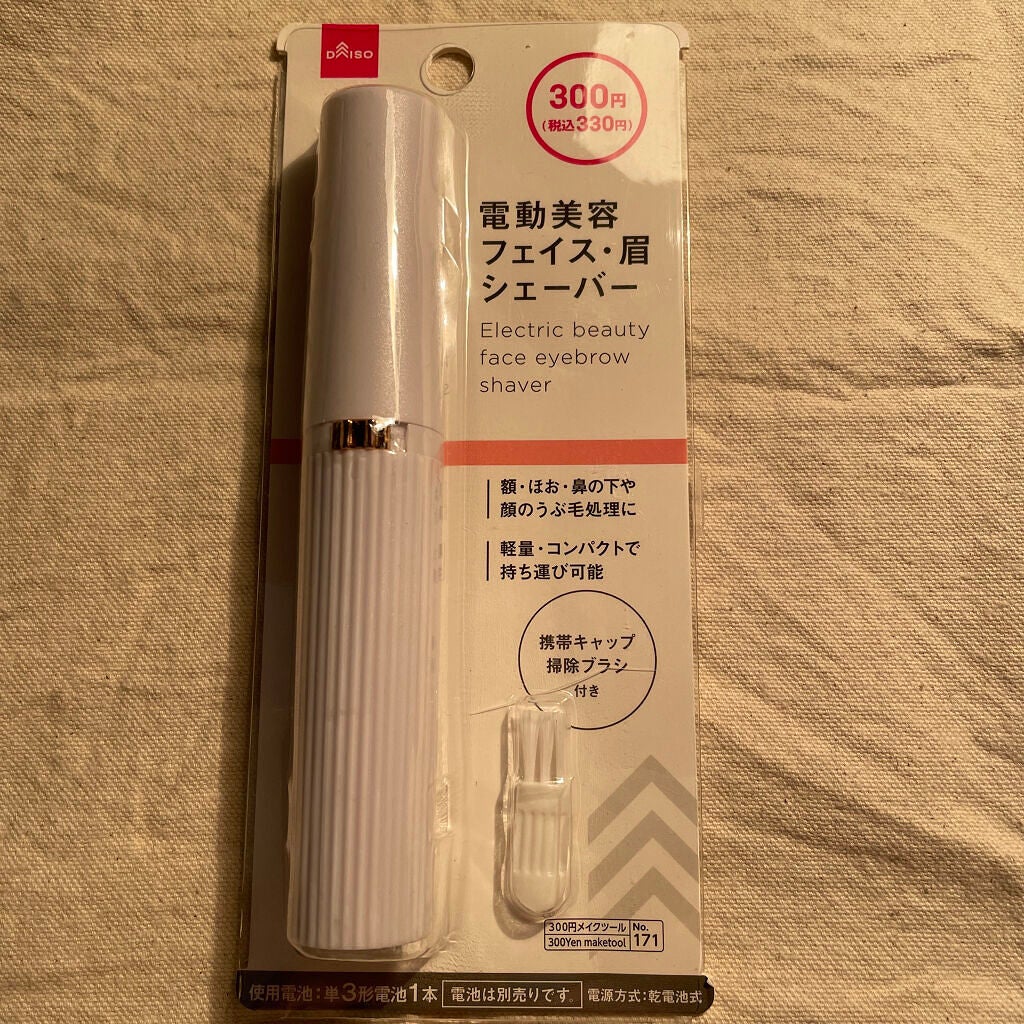 DAISO
300円
(税込330円)
電動美容
フェイス・眉
シェーバー
Electric beauty
face eyebrow
shaver
額・ほお・鼻の下や
顔のうぶ毛処理に
軽量・コンパクトで
持ち運び可能
携帯キャップ
掃除ブラシ
付き
300円メイクツール No.
300Yen maketool 171
使用電池:単3形電池1本 電池は別売りです。 電源方式:乾電池式